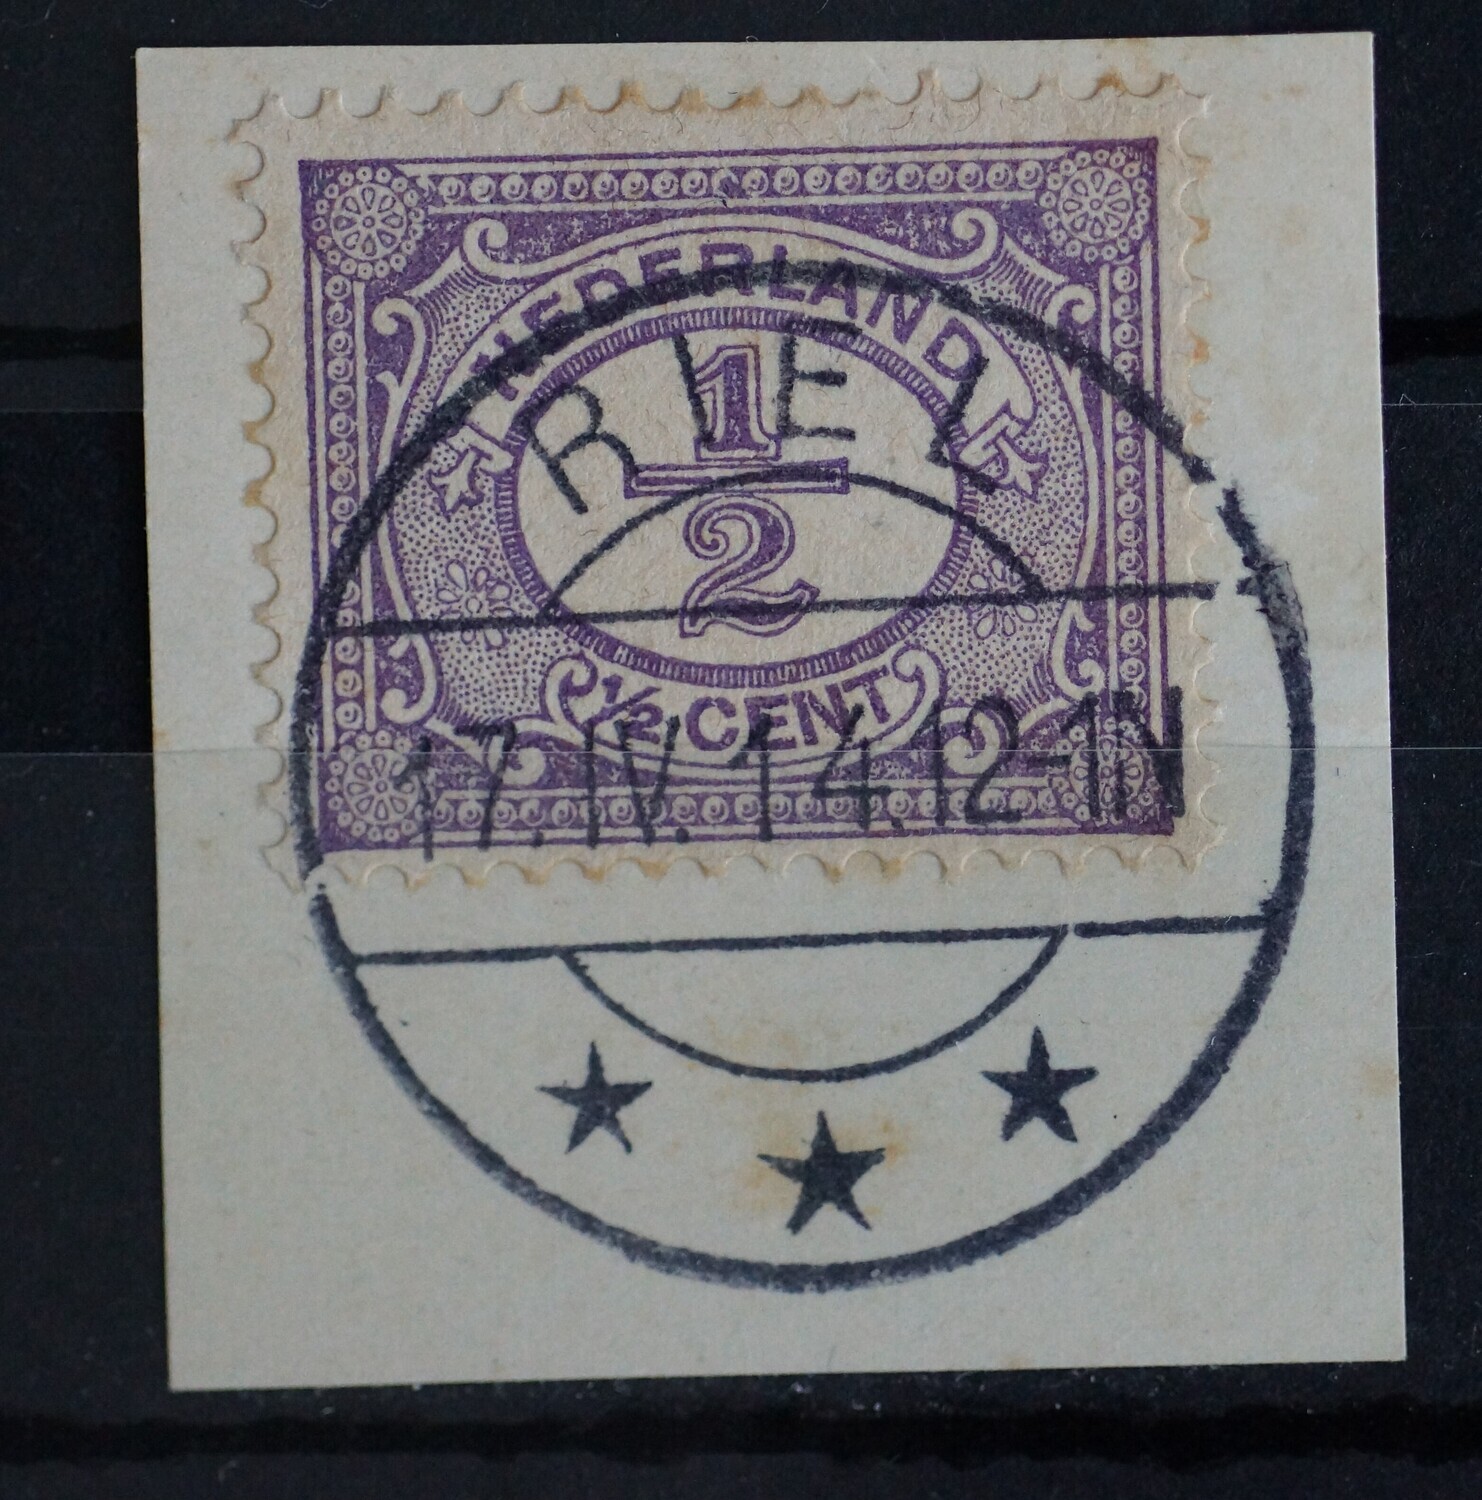 NEDERLAND
RIEL
1
2
½ CENT
17.IV.14.12-1N